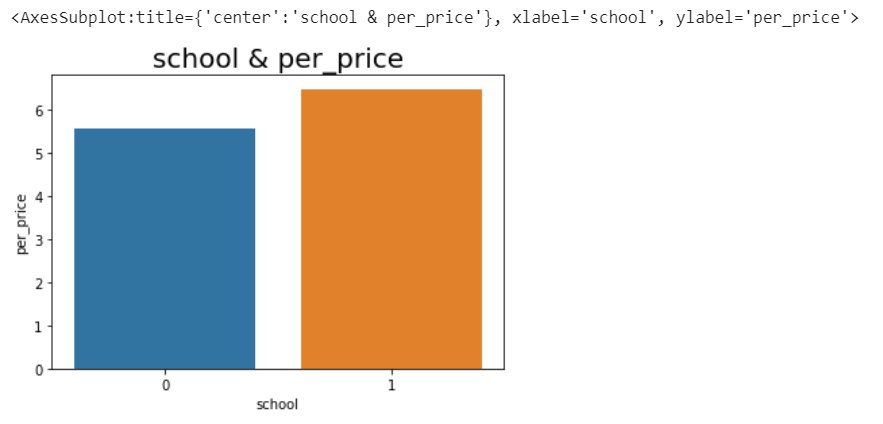 <AxesSubplot:title={'center':'school & per_price'}, xlabel='school', ylabel='per_price'>
school & per_price
per_price
6
5
4
3
2
1
0
0 1
school